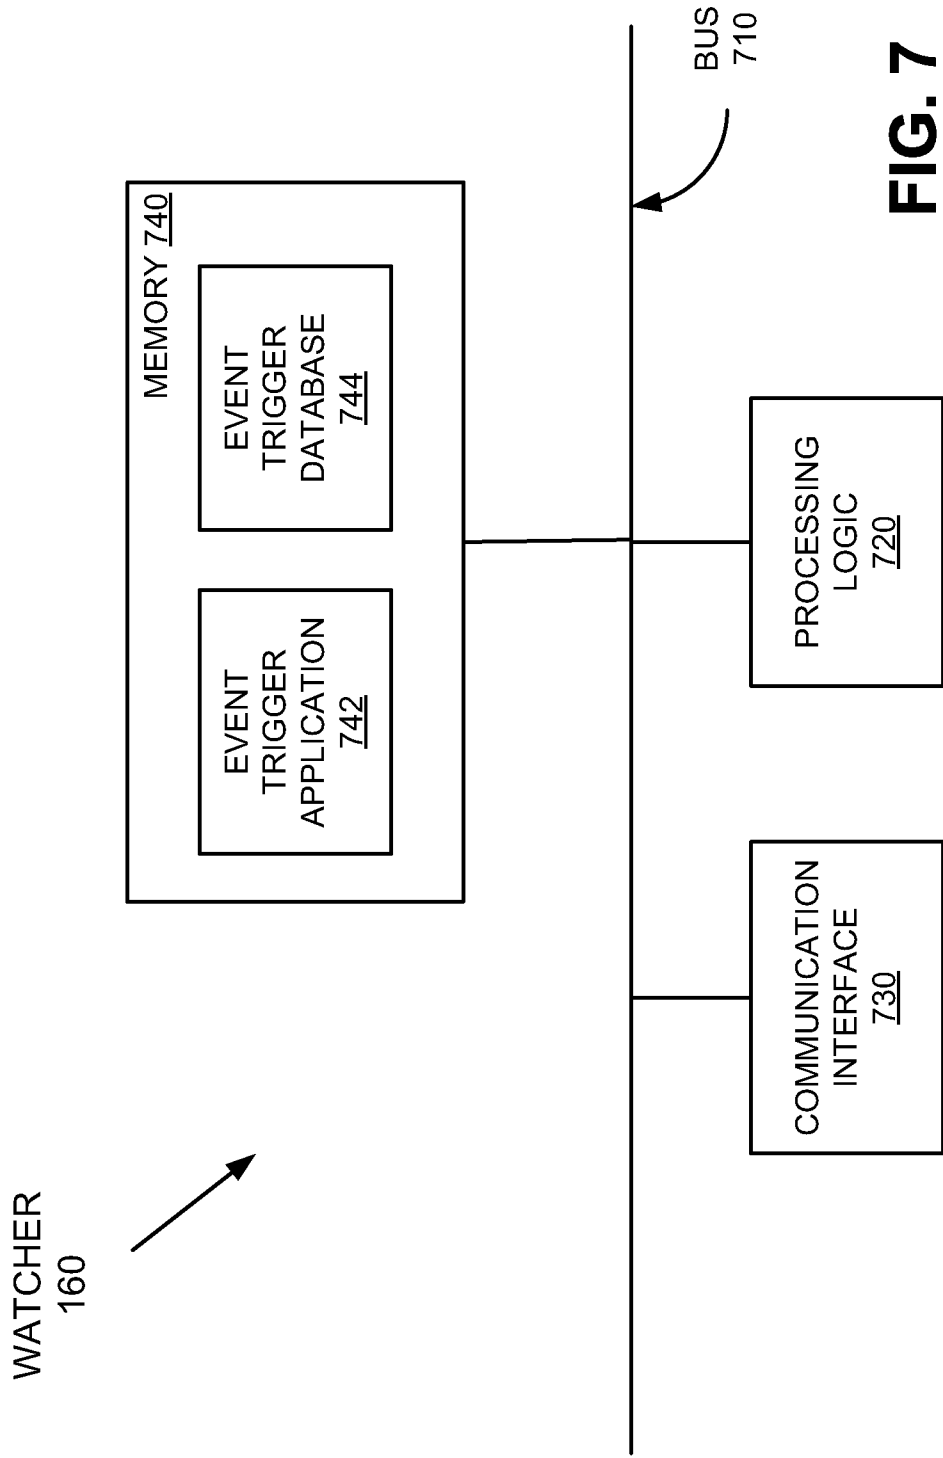 WATCHER
160
MEMORY 740
EVENT
TRIGGER
APPLICATION
742
EVENT
TRIGGER
DATABASE
744
BUS
710
COMMUNICATION
INTERFACE
730
PROCESSING
LOGIC
720
FIG. 7